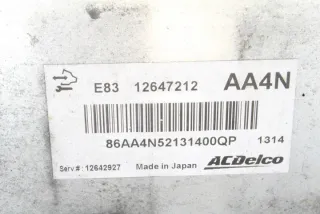 E83 12647212 AA4N
86AA4N52131400QP 1314
Serv #: 12642927 Made in Japan ACDelco